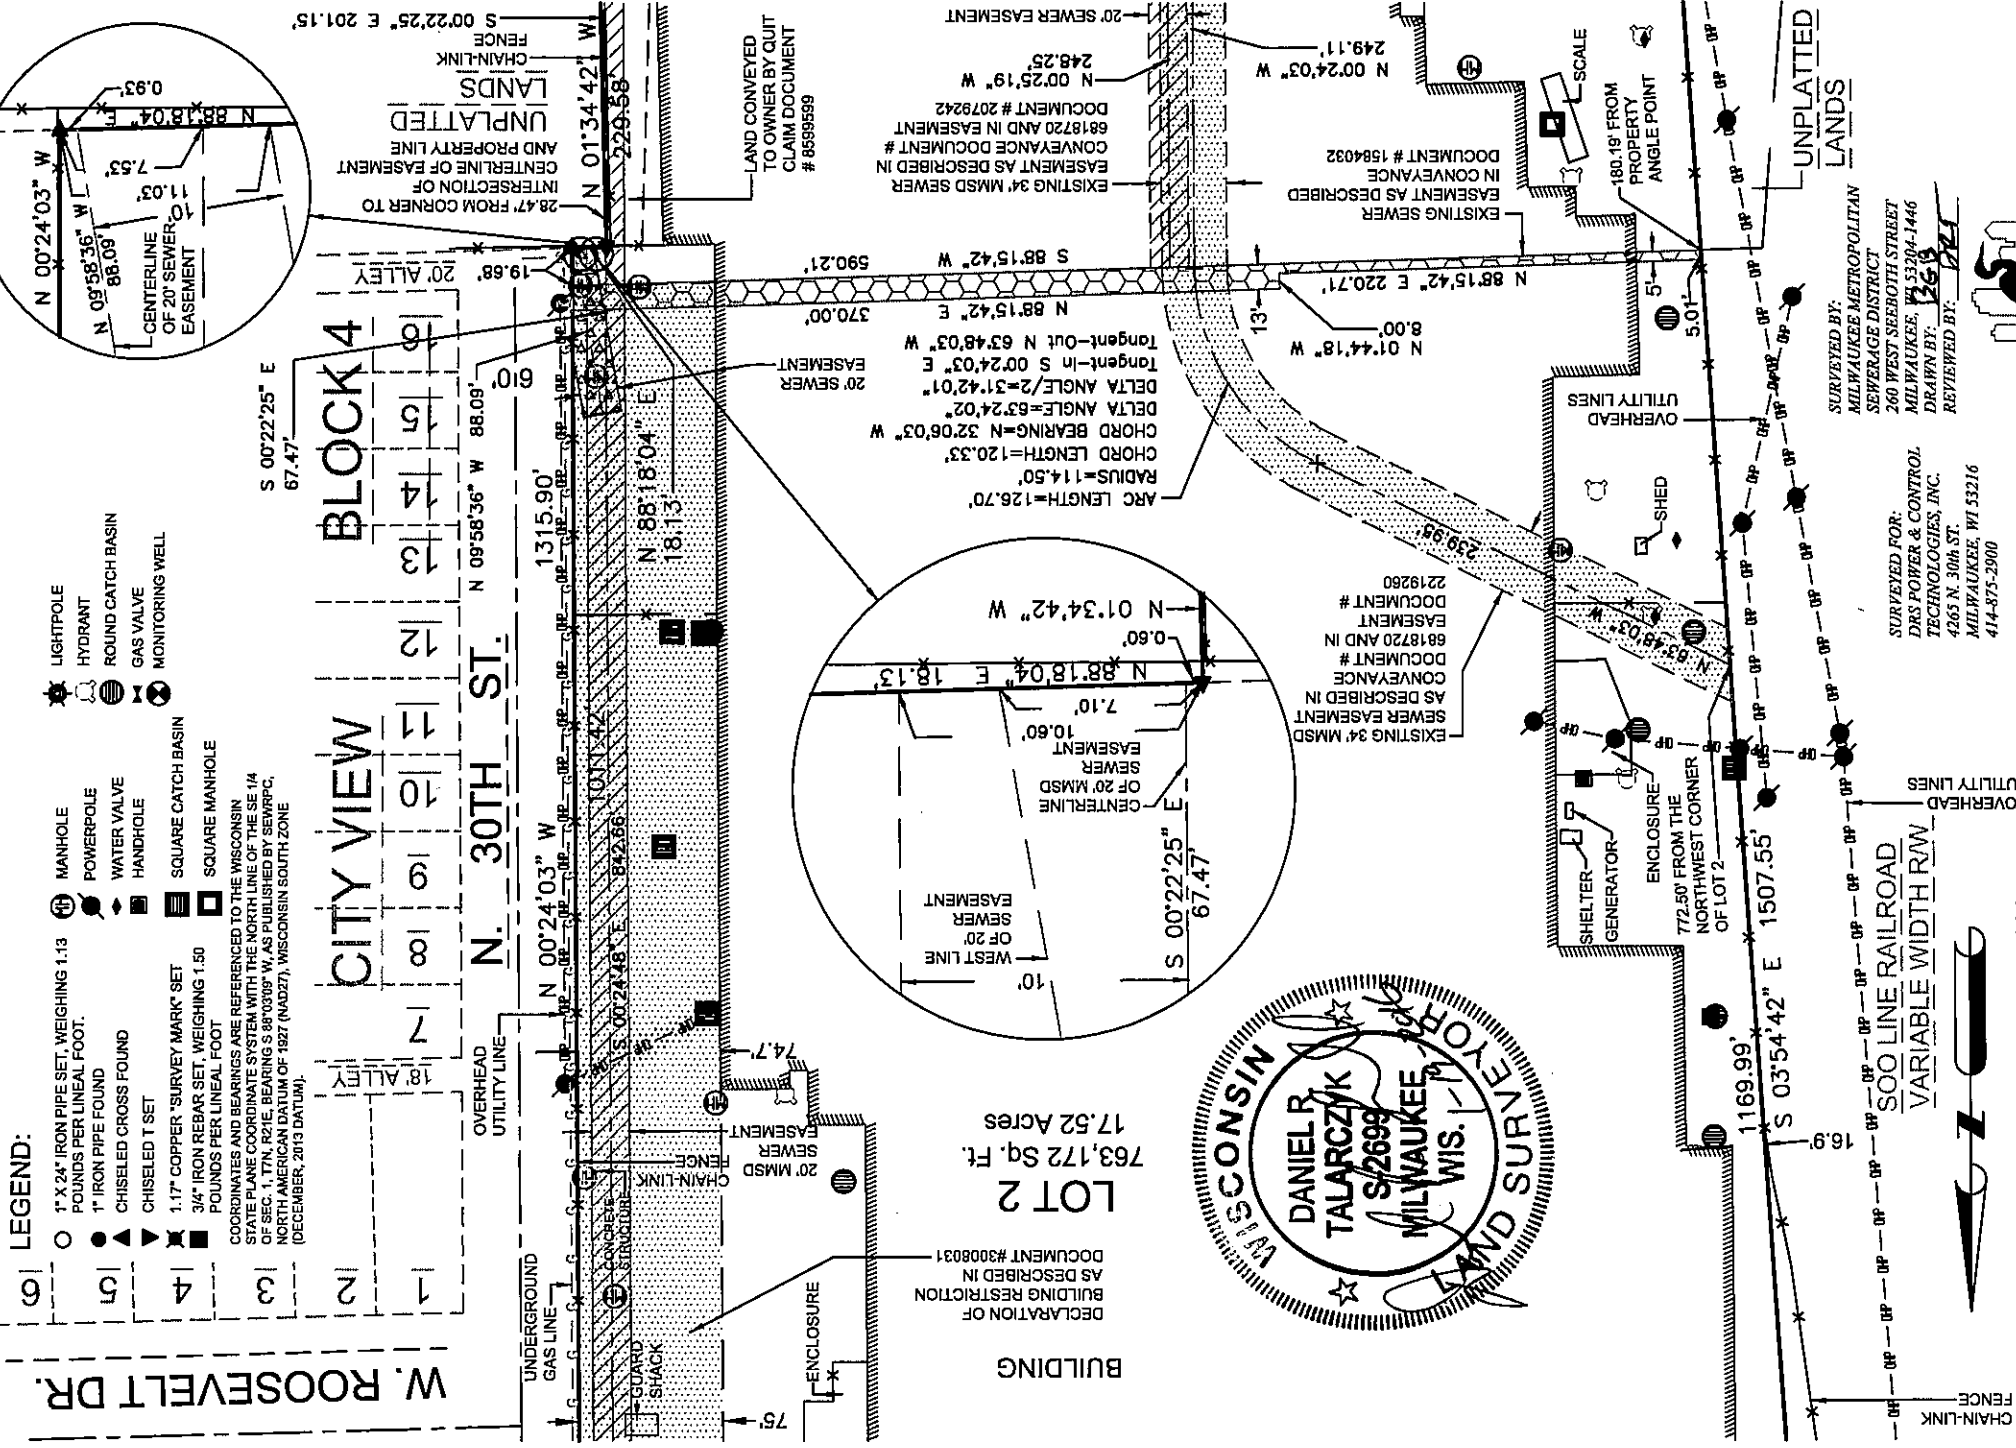 LEGEND:
1" X 24" IRON PIPE SET, WEIGHING 1.13
POUNDS PER LINEAL FOOT.
1" IRON PIPE FOUND
CHISELED CROSS FOUND
CHISELED T SET
1.17" COPPER "SURVEY MARK" SET
3/4" IRON REBAR SET, WEIGHING 1.50
POUNDS PER LINEAL FOOT
MANHOLE
POWERPOLE
WATER VALVE
HANDHOLE
SQUARE CATCH BASIN
SQUARE MANHOLE
LIGHTPOLE
HYDRANT
ROUND CATCH BASIN
GAS VALVE
MONITORING WELL
COORDINATES AND BEARINGS ARE REFERENCED TO THE WISCONSIN
STATE PLANE COORDINATE SYSTEM WITH THE NORTH LINE OF THE SE 1/4
OF SEC. 1, T7N, R21E, BEARING S 88°03'09" W, AS PUBLISHED BY SEWRPC,
NORTH AMERICAN DATUM OF 1927 (NAD27), WISCONSIN SOUTH ZONE
(DECEMBER, 2013 DATUM).
W. ROOSEVELT DR.
6
5
4
3
2
1
18' ALLEY
7
8
9
10
11
12
13
14
15
16
20' ALLEY
CITY VIEW
BLOCK 4
N. 30TH ST.
S 00°22'25" E
67.47'
N 09°58'36" W 88.09'
60'
19.68'
1315.90'
N 00°24'03" W
1011.42
842.66'
S 00°24'48" E
N 88°18'04" E
18.13'
OVERHEAD
UTILITY LINE
UNDERGROUND
GAS LINE
CONCRETE
STRUCTURE
GUARD
SHACK
75'
74.7'
ENCLOSURE
CHAIN-LINK
FENCE
20' MMSD
SEWER
EASEMENT
BUILDING
DECLARATION OF
BUILDING RESTRICTION
AS DESCRIBED IN
DOCUMENT #3008031
LOT 2
763,172 Sq. Ft.
17.52 Acres
N 00°24'03" W
N 09°58'36" W
88.09'
CENTERLINE
OF 20' SEWER
EASEMENT
10'
11.03'
7.53'
0.93'
N 88°18'04" E
S 00°22'25" E 201.15'
CHAIN-LINK
FENCE
UNPLATTED
LANDS
28.47' FROM CORNER TO
INTERSECTION OF
CENTERLINE OF EASEMENT
AND PROPERTY LINE
N 01°34'42" W
229.58'
LAND CONVEYED
TO OWNER BY QUIT
CLAIM DOCUMENT
# 8599599
20' SEWER EASEMENT
N 00°25'19" W
248.25'
N 00°24'03" W
249.11'
EXISTING 34' MMSD SEWER
EASEMENT AS DESCRIBED IN
CONVEYANCE DOCUMENT #
6818720 AND IN EASEMENT
DOCUMENT # 2079242
S 88°15'42" W
590.21'
N 88°15'42" E
370.00'
20' SEWER
EASEMENT
EXISTING SEWER
EASEMENT AS DESCRIBED
IN CONVEYANCE
DOCUMENT # 1584032
N 88°15'42" E 220.71'
13'
5'
5.01'
N 01°44'18" W
8.00'
SCALE
180.19' FROM
PROPERTY
ANGLE POINT
UNPLATTED
LANDS
ARC LENGTH=126.70'
RADIUS=114.50'
CHORD LENGTH=120.33'
CHORD BEARING=N 32°06'03" W
DELTA ANGLE=63°24'02"
DELTA ANGLE/2=31°42'01"
Tangent-In S 00°24'03" E
Tangent-Out N 63°48'03" W
OVERHEAD
UTILITY LINES
SHED
239.95'
N 63°48'03" W
EXISTING 34' MMSD
SEWER EASEMENT
AS DESCRIBED IN
CONVEYANCE
DOCUMENT #
6818720 AND IN
EASEMENT
DOCUMENT #
2219260
N 01°34'42" W
0.60'
N 88°18'04" E 18.13'
7.10'
10.60'
CENTERLINE
OF 20' MMSD
SEWER
EASEMENT
WEST LINE
OF 20'
SEWER
EASEMENT
10'
S 00°22'25" E
67.47'
SHELTER
GENERATOR
ENCLOSURE
772.50' FROM THE
NORTHWEST CORNER
OF LOT 2
1507.55'
S 03°54'42" E
1169.99'
16.9'
SOO LINE RAILROAD
VARIABLE WIDTH R/W
OVERHEAD
UTILITY LINES
CHAIN-LINK
FENCE
WISCONSIN
DANIEL R.
TALARCZYK
S-2699
MILWAUKEE,
WIS.
LAND SURVEYOR
SURVEYED BY:
MILWAUKEE METROPOLITAN
SEWERAGE DISTRICT
260 WEST SEEBOTH STREET
MILWAUKEE, WI 53204-1446
DRAWN BY:
REVIEWED BY:
SURVEYED FOR:
DRS POWER & CONTROL
TECHNOLOGIES, INC.
4265 N. 30th ST.
MILWAUKEE, WI 53216
414-875-2900